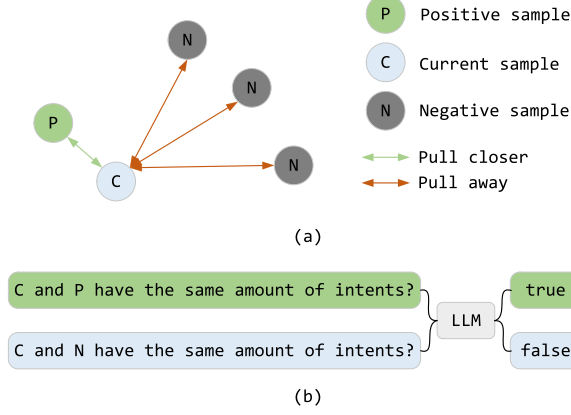 N
P Positive sample
N
C Current sample
P
N Negative sample
N
C
Pull closer
Pull away
(a)
C and P have the same amount of intents?
true
LLM
C and N have the same amount of intents?
false
(b)